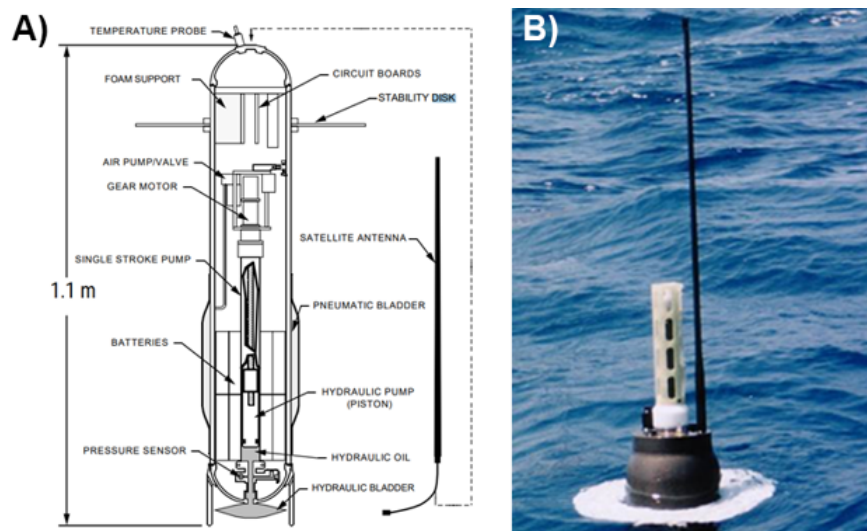 A)
TEMPERATURE PROBE
FOAM SUPPORT
CIRCUIT BOARDS
STABILITY DISK
AIR PUMP/VALVE
GEAR MOTOR
SATELLITE ANTENNA
SINGLE STROKE PUMP
1.1 m
PNEUMATIC BLADDER
BATTERIES
HYDRAULIC PUMP
(PISTON)
PRESSURE SENSOR
HYDRAULIC OIL
HYDRAULIC BLADDER
B)